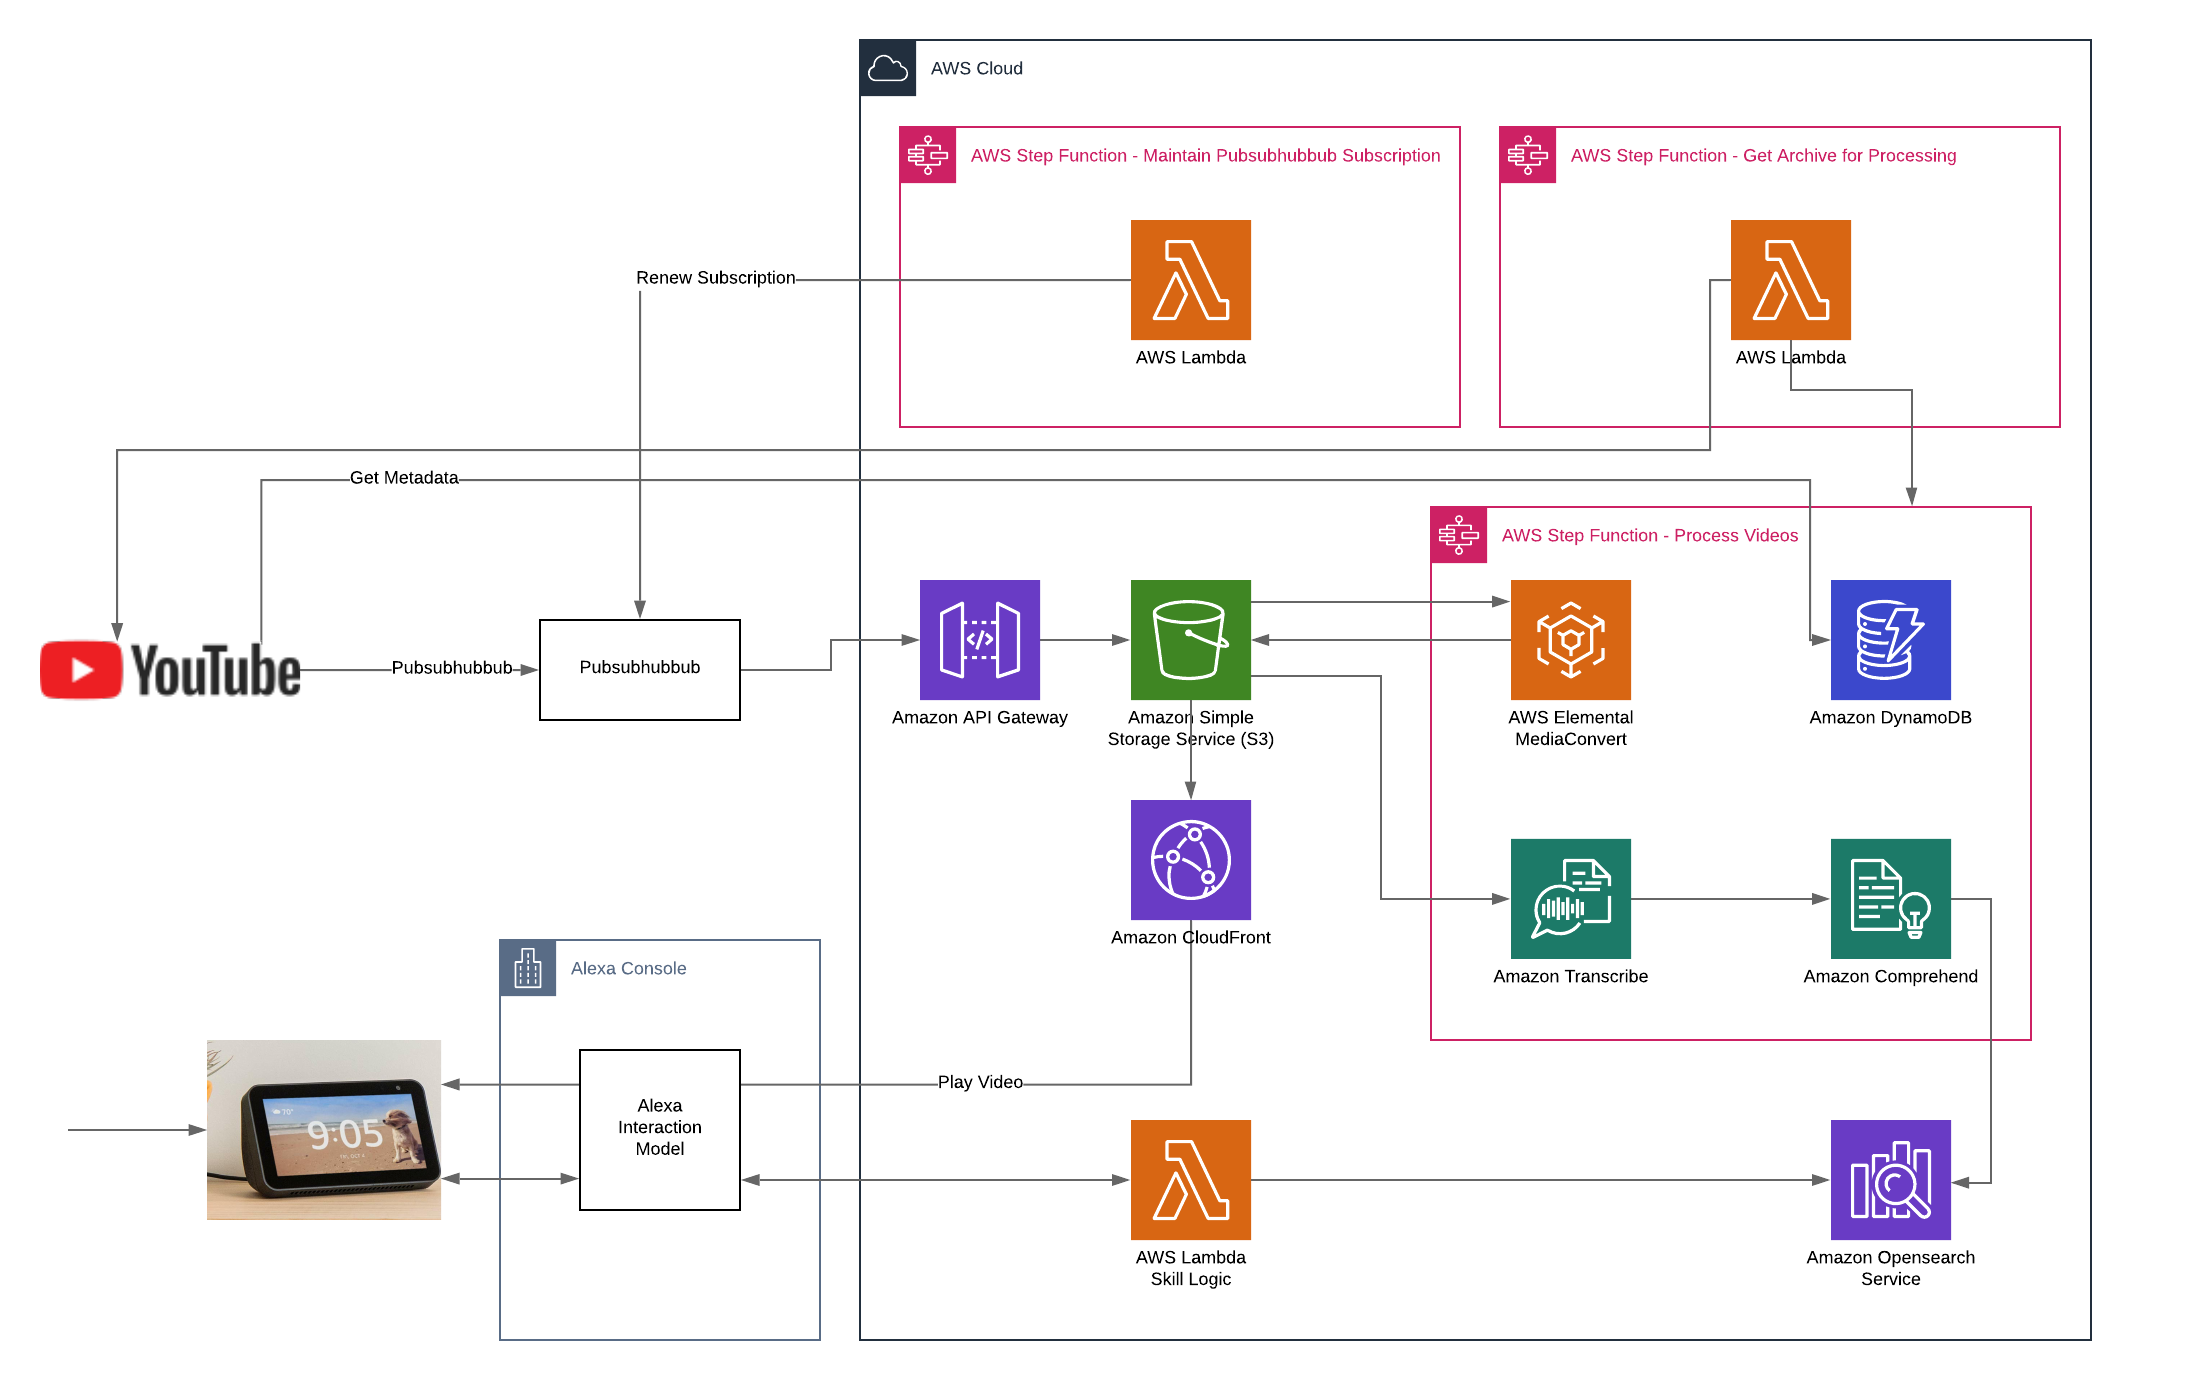 AWS Cloud
AWS Step Function - Maintain Pubsubhubbub Subscription
AWS Step Function - Get Archive for Processing
Renew Subscription
AWS Lambda
AWS Lambda
Get Metadata
AWS Step Function - Process Videos
YouTube
Pubsubhubbub
Pubsubhubbub
Amazon API Gateway
Amazon Simple
Storage Service (S3)
AWS Elemental
MediaConvert
Amazon DynamoDB
Amazon CloudFront
Amazon Transcribe
Amazon Comprehend
Alexa Console
Play Video
Alexa
Interaction
Model
70°
9:05
AWS Lambda
Skill Logic
Amazon Opensearch
Service